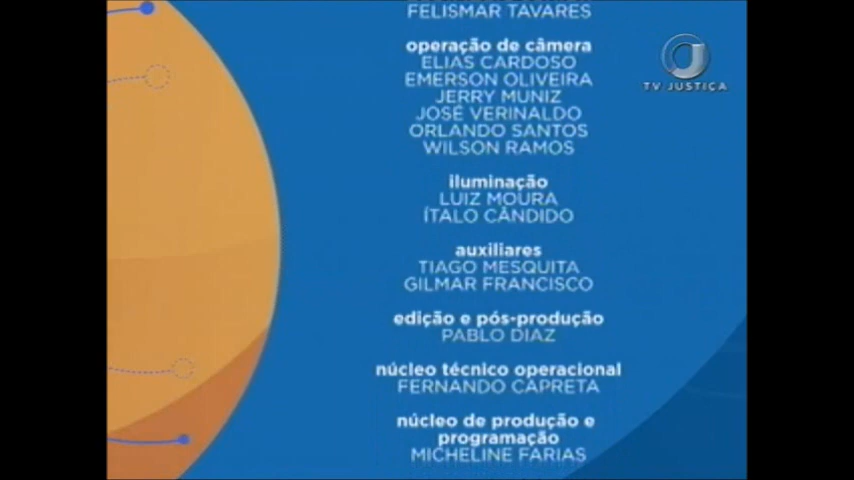 FELISMAR TAVARES
operação de câmera
ELIAS CARDOSO
EMERSON OLIVEIRA
JERRY MUNIZ
JOSÉ VERINALDO
ORLANDO SANTOS
WILSON RAMOS
iluminação
LUIZ MOURA
ÍTALO CÂNDIDO
auxiliares
TIAGO MESQUITA
GILMAR FRANCISCO
edição e pós-produção
PABLO DIAZ
núcleo técnico operacional
FERNANDO CAPRETA
núcleo de produção e
programação
MICHELINE FARIAS
TV JUSTIÇA